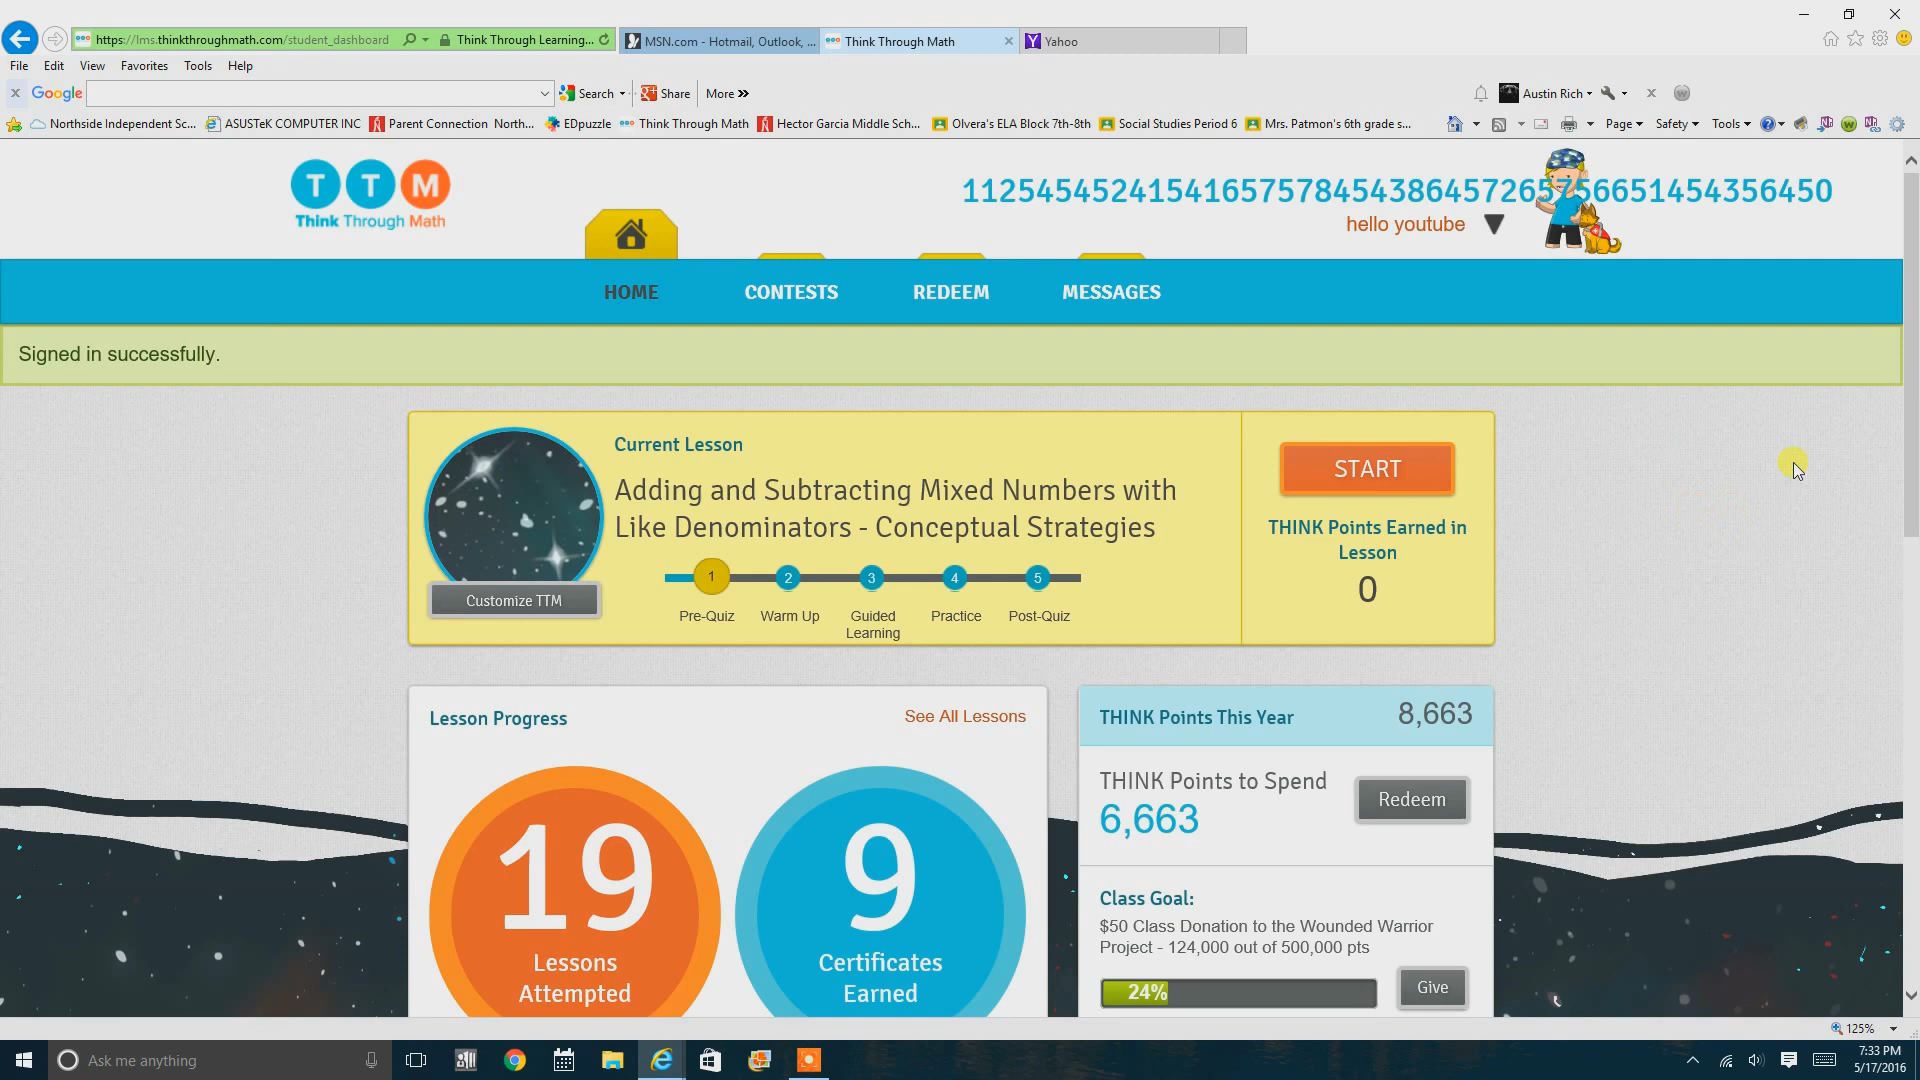 https://lms.thinkthroughmath.com/student_dashboard
Think Through Learning...
MSN.com - Hotmail, Outlook, ...
Think Through Math
Yahoo
File Edit View Favorites Tools Help
Google
Search
Share
More
Austin Rich
Northside Independent Sc...
ASUSTeK COMPUTER INC
Parent Connection North...
EDpuzzle
Think Through Math
Hector Garcia Middle Sch...
Olvera's ELA Block 7th-8th
Social Studies Period 6
Mrs. Patmon's 6th grade s...
Page
Safety
Tools
TTM
Think Through Math
hello youtube
HOME
CONTESTS
REDEEM
MESSAGES
Signed in successfully.
Current Lesson
Adding and Subtracting Mixed Numbers with
Like Denominators - Conceptual Strategies
1 2 3 4 5
Pre-Quiz
Warm Up
Guided
Learning
Practice
Post-Quiz
Customize TTM
START
THINK Points Earned in
Lesson
0
Lesson Progress
See All Lessons
19
Lessons
Attempted
9
Certificates
Earned
THINK Points This Year
8,663
THINK Points to Spend
6,663
Redeem
Class Goal:
$50 Class Donation to the Wounded Warrior
Project - 124,000 out of 500,000 pts
24%
Give
125%
Ask me anything
7:33 PM
5/17/2016